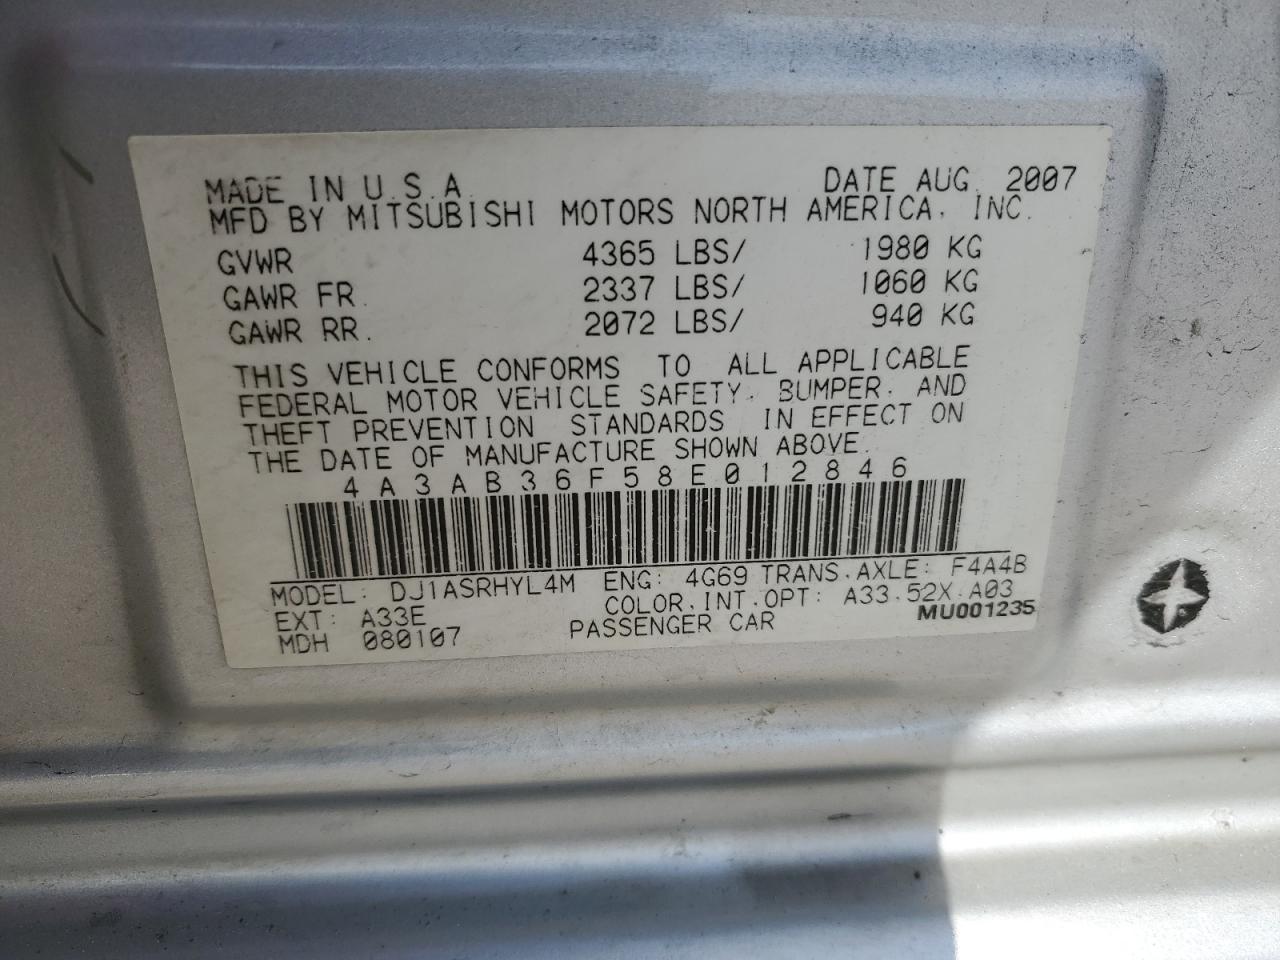 MADE IN U.S.A. DATE AUG. 2007
MFD BY MITSUBISHI MOTORS NORTH AMERICA, INC.
GVWR 4365 LBS/ 1980 KG
GAWR FR. 2337 LBS/ 1060 KG
GAWR RR. 2072 LBS/ 940 KG
THIS VEHICLE CONFORMS TO ALL APPLICABLE
FEDERAL MOTOR VEHICLE SAFETY, BUMPER, AND
THEFT PREVENTION STANDARDS IN EFFECT ON
THE DATE OF MANUFACTURE SHOWN ABOVE.
4A3AB36F58E012846
MODEL: DJ1ASRHYL4M ENG: 4G69 TRANS.AXLE: F4A4B
EXT: A33E COLOR.INT.OPT: A33.52X.A03
MDH 080107 PASSENGER CAR MU001235